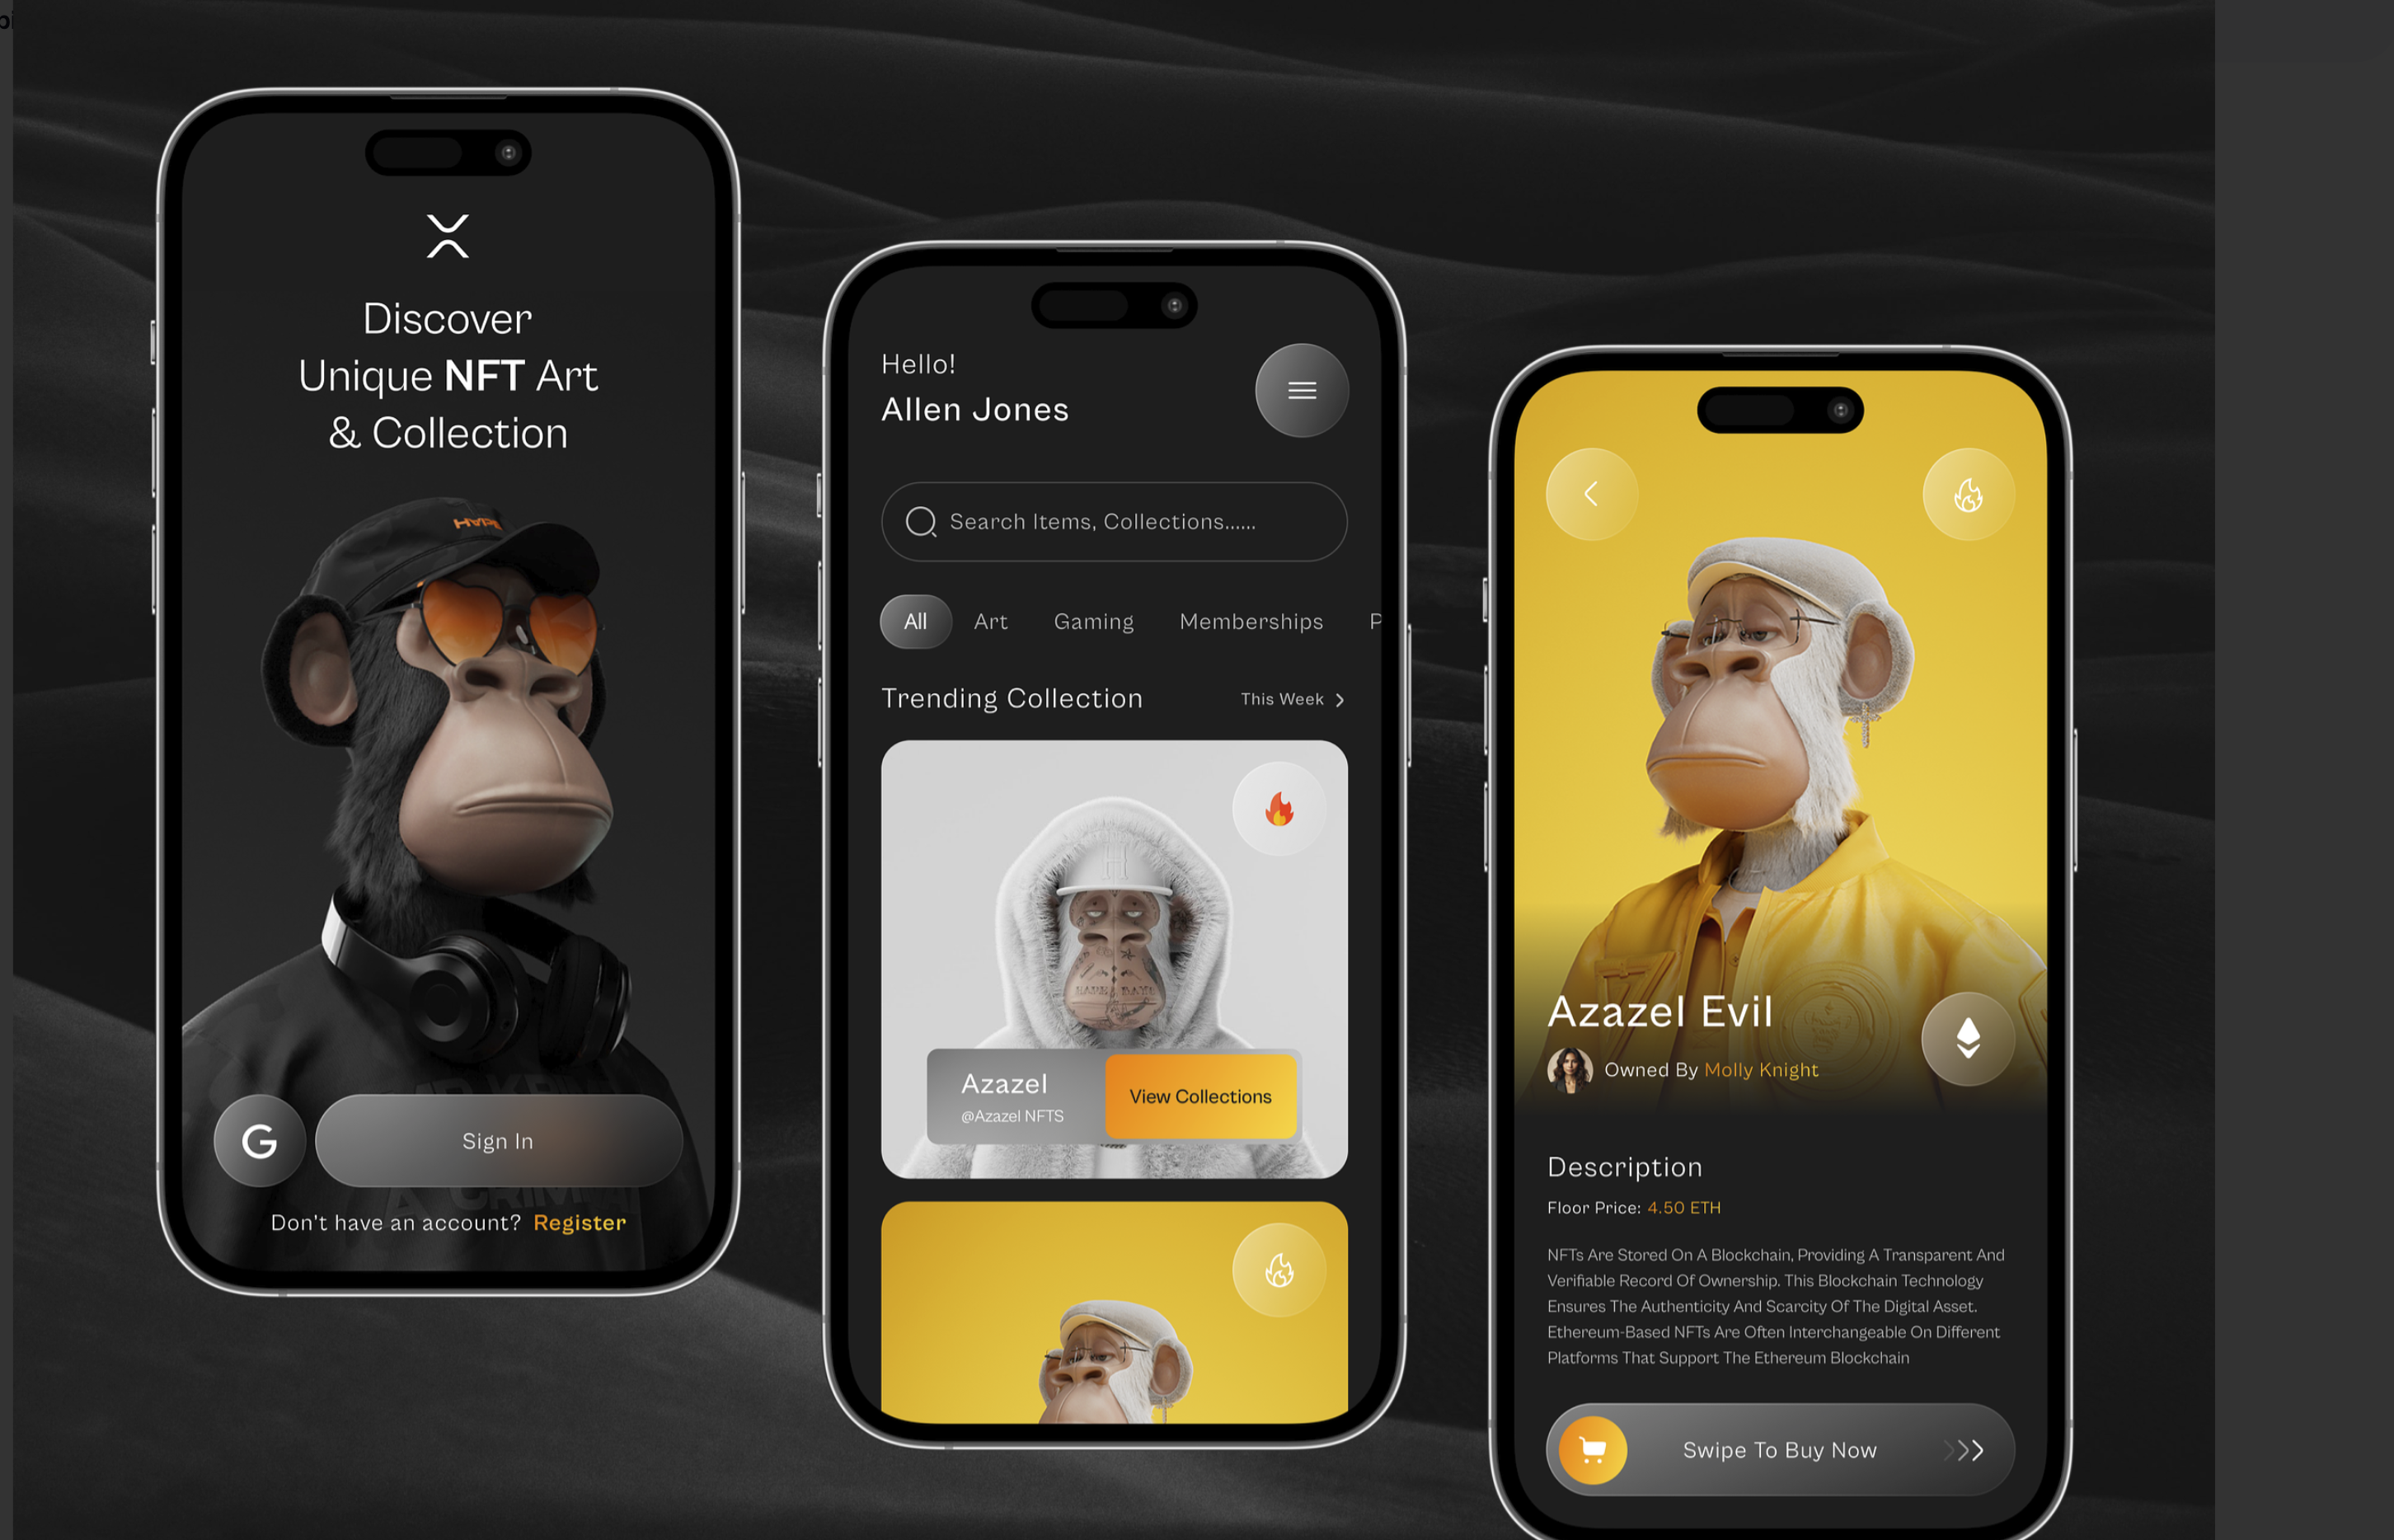 Discover
Unique NFT Art
& Collection
G
Sign In
Don't have an account? Register
Hello!
Allen Jones
Search Items, Collections......
All Art Gaming Memberships P
Trending Collection This Week
H
Azazel
@Azazel NFTS
View Collections
Azazel Evil
Owned By Molly Knight
Description
Floor Price: 4.50 ETH
NFTs Are Stored On A Blockchain, Providing A Transparent And
Verifiable Record Of Ownership. This Blockchain Technology
Ensures The Authenticity And Scarcity Of The Digital Asset.
Ethereum-Based NFTs Are Often Interchangeable On Different
Platforms That Support The Ethereum Blockchain
Swipe To Buy Now